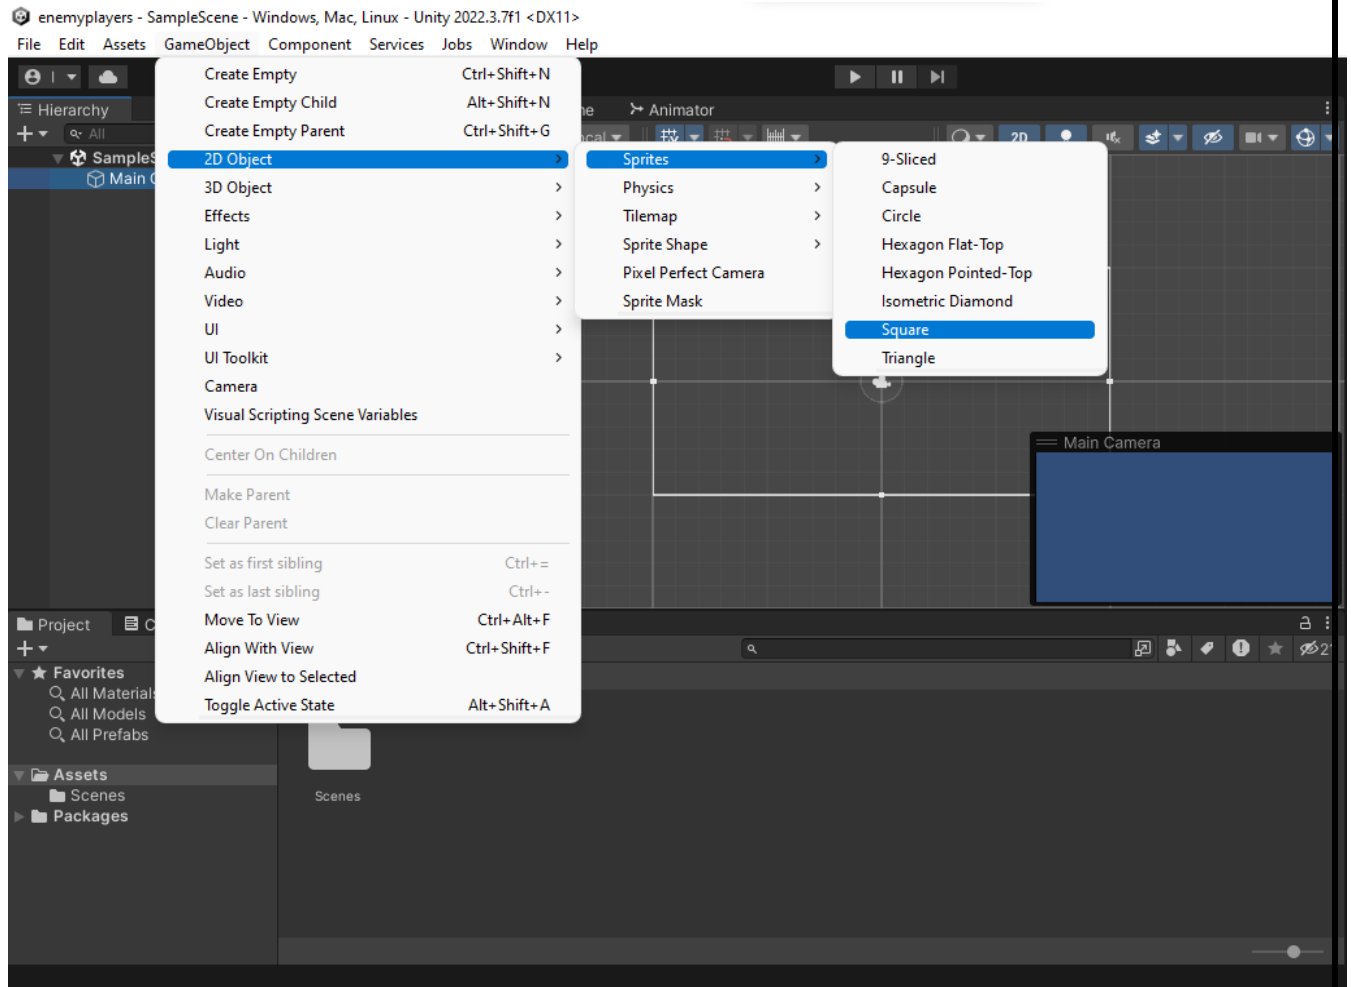 enemyplayers - SampleScene - Windows, Mac, Linux - Unity 2022.3.7f1 <DX11>
File Edit Assets GameObject Component Services Jobs Window Help
Hierarchy
Animator
All
2D
SampleS
Main C
Create Empty Ctrl+Shift+N
Create Empty Child Alt+Shift+N
Create Empty Parent Ctrl+Shift+G
2D Object
3D Object
Effects
Light
Audio
Video
UI
UI Toolkit
Camera
Visual Scripting Scene Variables
Center On Children
Make Parent
Clear Parent
Set as first sibling Ctrl+=
Set as last sibling Ctrl+-
Move To View Ctrl+Alt+F
Align With View Ctrl+Shift+F
Align View to Selected
Toggle Active State Alt+Shift+A
Sprites
Physics
Tilemap
Sprite Shape
Pixel Perfect Camera
Sprite Mask
9-Sliced
Capsule
Circle
Hexagon Flat-Top
Hexagon Pointed-Top
Isometric Diamond
Square
Triangle
Main Camera
Project C
Favorites
All Materials
All Models
All Prefabs
Assets
Scenes
Packages
Scenes